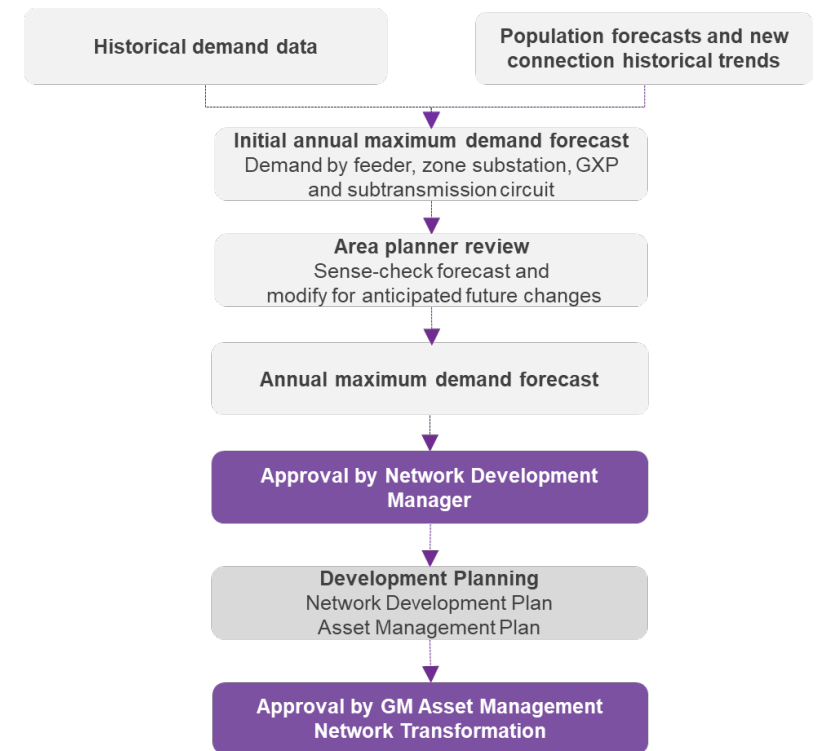 Historical demand data
Population forecasts and new
connection historical trends
Initial annual maximum demand forecast
Demand by feeder, zone substation, GXP
and subtransmission circuit
Area planner review
Sense-check forecast and
modify for anticipated future changes
Annual maximum demand forecast
Approval by Network Development
Manager
Development Planning
Network Development Plan
Asset Management Plan
Approval by GM Asset Management
Network Transformation